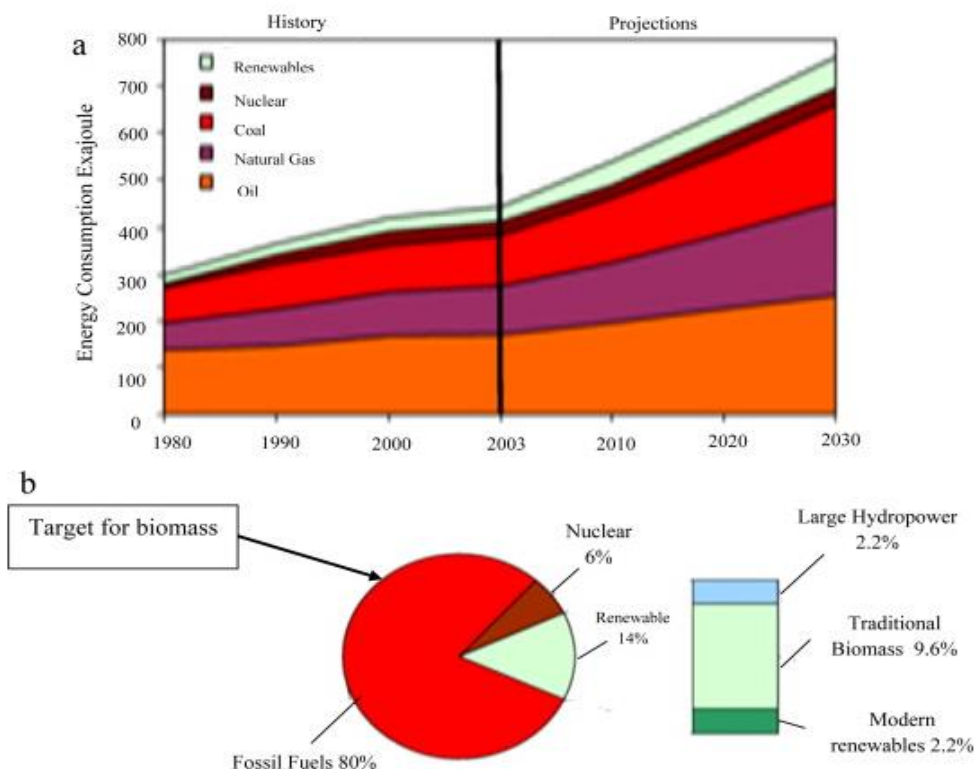 History
Projections
a
Energy Consumption Exajoule
800
700
600
500
400
300
200
100
0
Renewables
Nuclear
Coal
Natural Gas
Oil
1980
1990
2000
2003
2010
2020
2030
b
Target for biomass
Nuclear
6%
Renewable
14%
Fossil Fuels 80%
Large Hydropower
2.2%
Traditional
Biomass 9.6%
Modern
renewables 2.2%